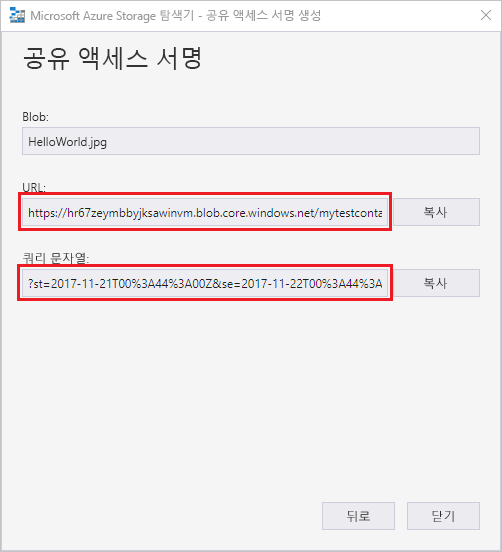 Microsoft Azure Storage 탐색기 - 공유 액세스 서명 생성
공유 액세스 서명
Blob:
HelloWorld.jpg
URL:
https://hr67zeymbbyjksawinvm.blob.core.windows.net/mytestconta
복사
쿼리 문자열:
?st=2017-11-21T00%3A44%3A00Z&se=2017-11-22T00%3A44%3A
복사
뒤로
닫기